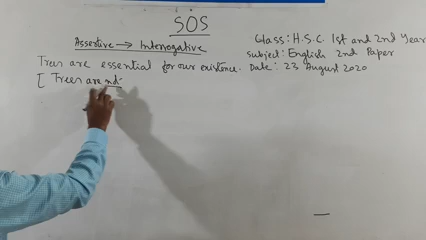 SOS
Assertive → Interrogative
Class: H.S.C. 1st and 2nd Year
Subject: English 2nd Paper
Date: 23 August 2020
Trees are essential for our existence.
[ Trees are not